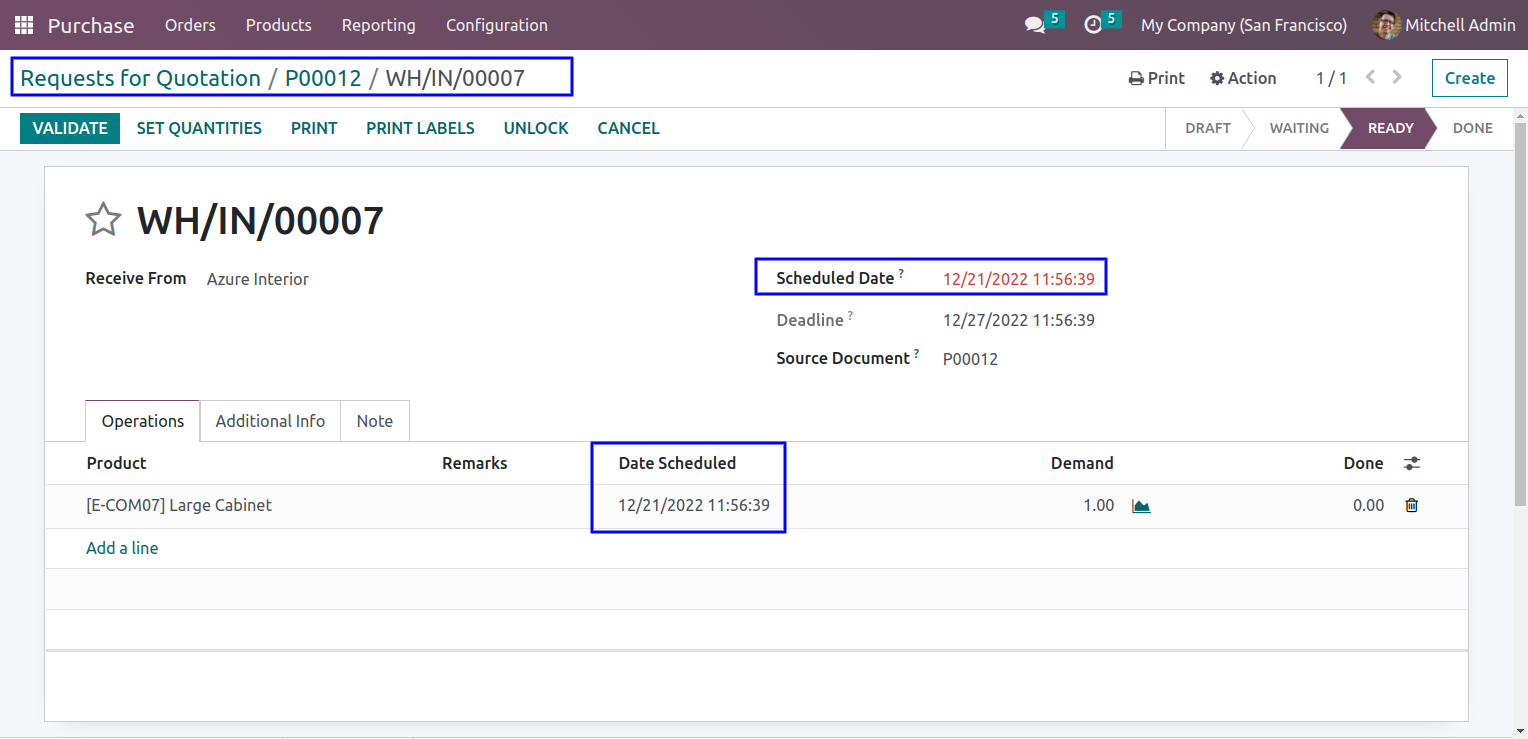 Purchase Orders Products Reporting Configuration 5 5 My Company (San Francisco) Mitchell Admin
Requests for Quotation / P00012 / WH/IN/00007 Print Action 1 / 1 Create
VALIDATE SET QUANTITIES PRINT PRINT LABELS UNLOCK CANCEL DRAFT WAITING READY DONE
WH/IN/00007
Receive From Azure Interior Scheduled Date ? 12/21/2022 11:56:39
Deadline ? 12/27/2022 11:56:39
Source Document ? P00012
Operations Additional Info Note
Product Remarks Date Scheduled Demand Done
[E-COM07] Large Cabinet 12/21/2022 11:56:39 1.00 0.00
Add a line